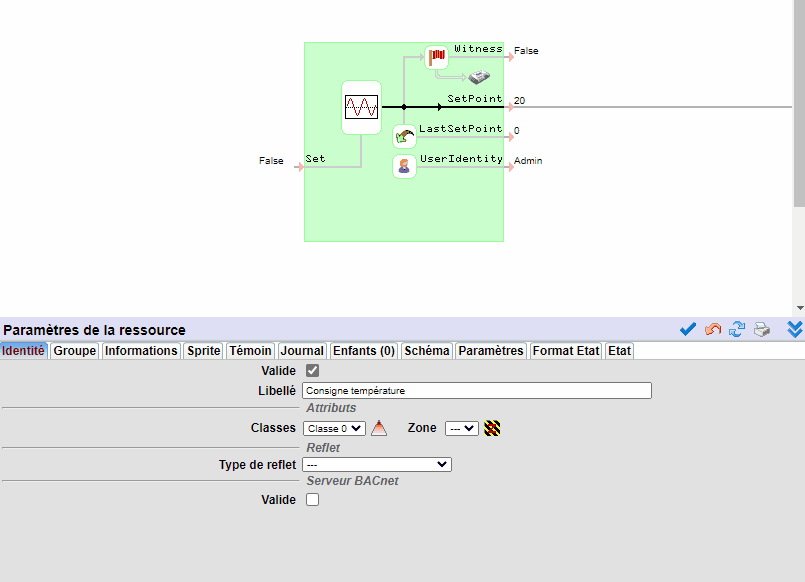 Witness False
SetPoint 20
LastSetPoint 0
False Set UserIdentity Admin
Paramètres de la ressource
Identité Groupe Informations Sprite Témoin Journal Enfants (0) Schéma Paramètres Format Etat Etat
Valide
Libellé Consigne température
Attributs
Classes Classe 0 Zone ---
Reflet
Type de reflet ---
Serveur BACnet
Valide